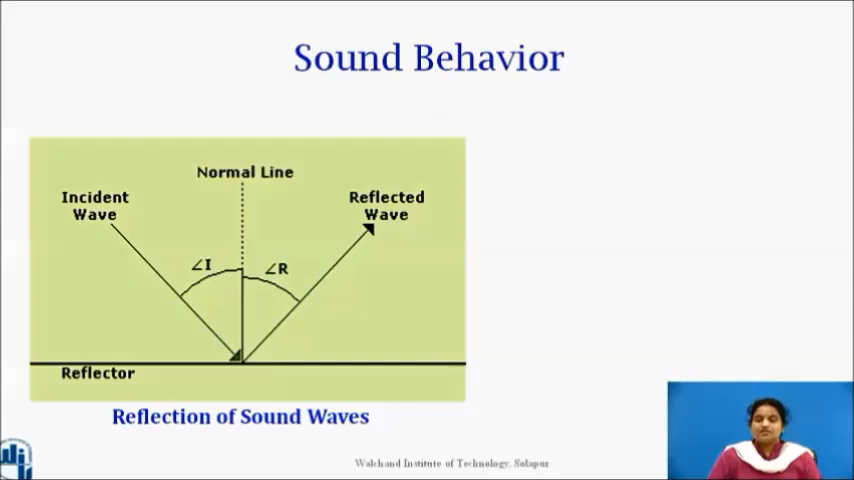 Sound Behavior
Normal Line
Incident
Wave
Reflected
Wave
∠I
∠R
Reflector
Reflection of Sound Waves
Walchand Institute of Technology, Solapur